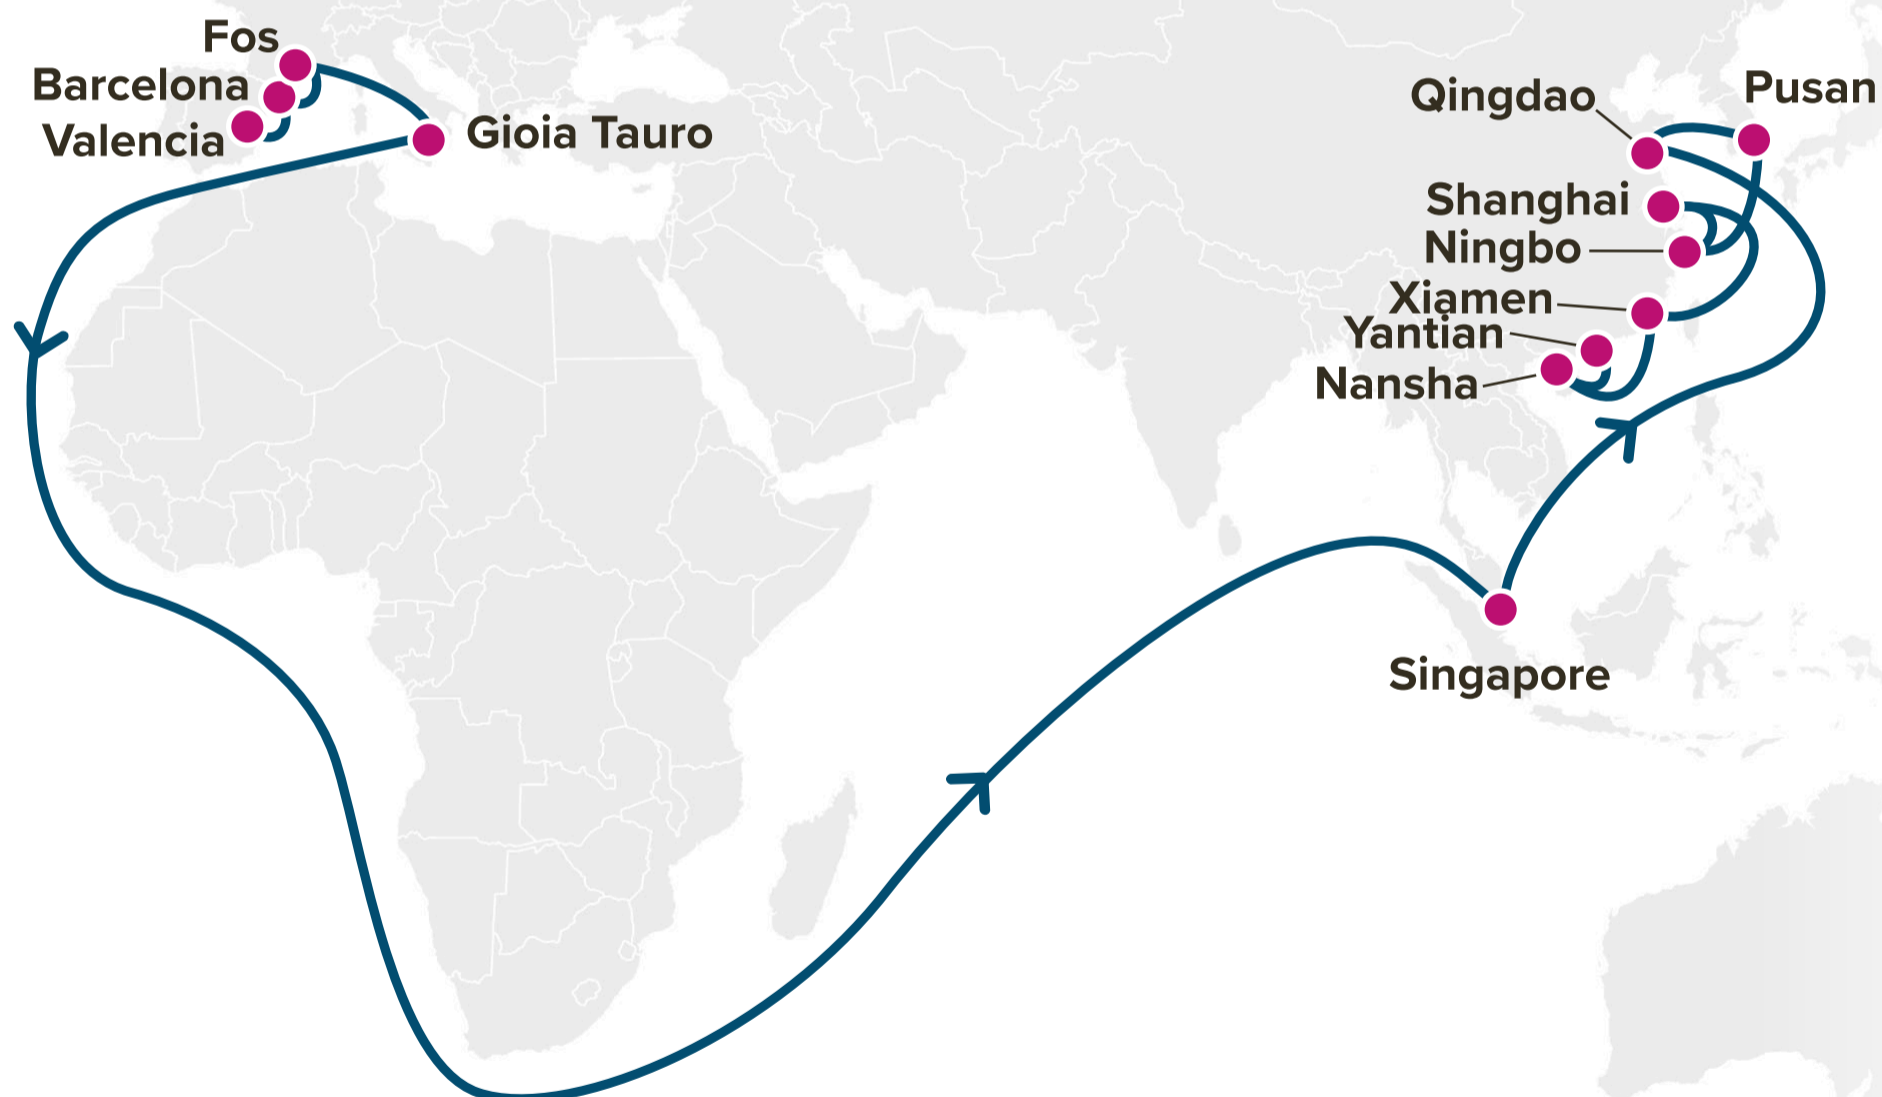 Fos
Barcelona
Valencia
Gioia Tauro
Qingdao
Pusan
Shanghai
Ningbo
Xiamen
Yantian
Nansha
Singapore